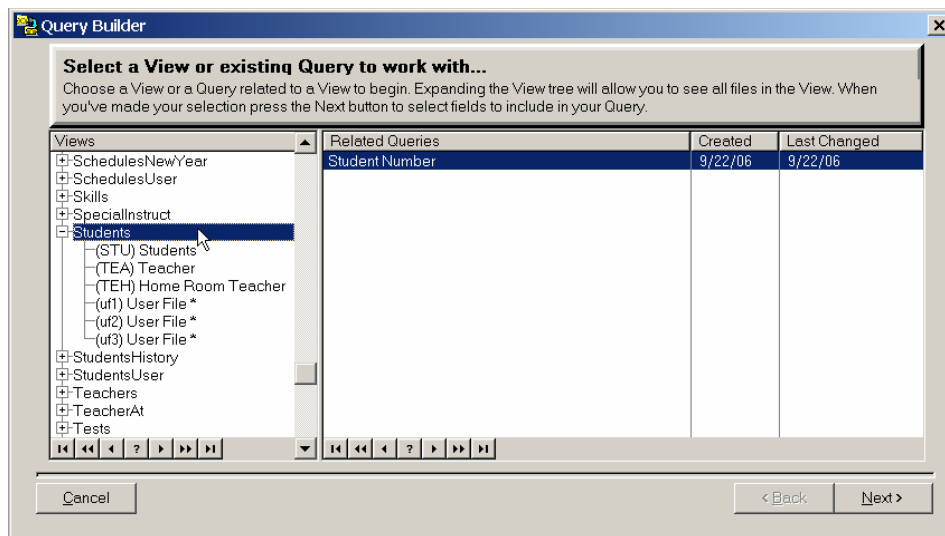 Query Builder
Select a View or existing Query to work with...
Choose a View or a Query related to a View to begin. Expanding the View tree will allow you to see all files in the View. When
you've made your selection press the Next button to select fields to include in your Query.
Views
SchedulesNewYear
SchedulesUser
Skills
SpecialInstruct
Students
(STU) Students
(TEA) Teacher
(TEH) Home Room Teacher
(uf1) User File *
(uf2) User File *
(uf3) User File *
StudentsHistory
StudentsUser
Teachers
TeacherAt
Tests
Related Queries Created Last Changed
Student Number 9/22/06 9/22/06
?
?
Cancel
< Back
Next >